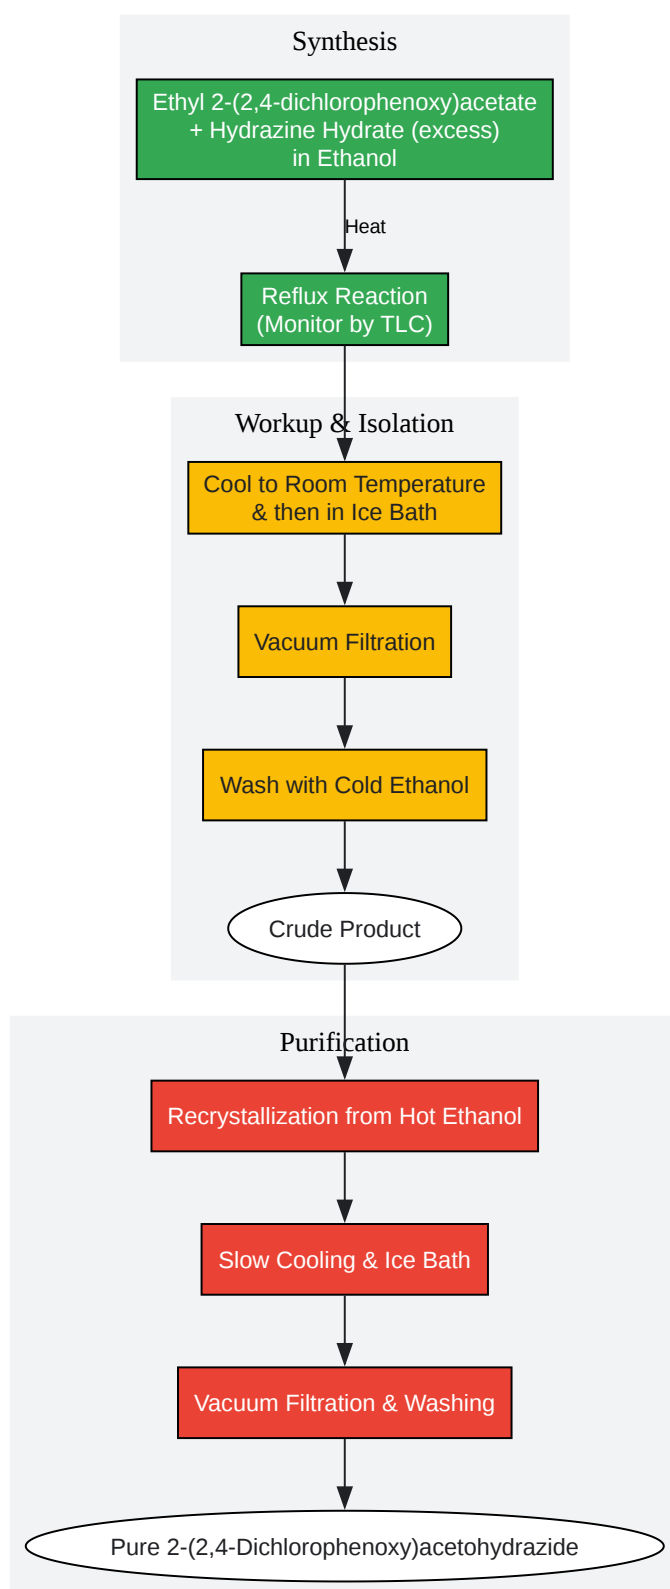 Synthesis
Ethyl 2-(2,4-dichlorophenoxy)acetate
+ Hydrazine Hydrate (excess)
in Ethanol
Heat
Reflux Reaction
(Monitor by TLC)
Workup & Isolation
Cool to Room Temperature
& then in Ice Bath
Vacuum Filtration
Wash with Cold Ethanol
Crude Product
Purification
Recrystallization from Hot Ethanol
Slow Cooling & Ice Bath
Vacuum Filtration & Washing
Pure 2-(2,4-Dichlorophenoxy)acetohydrazide